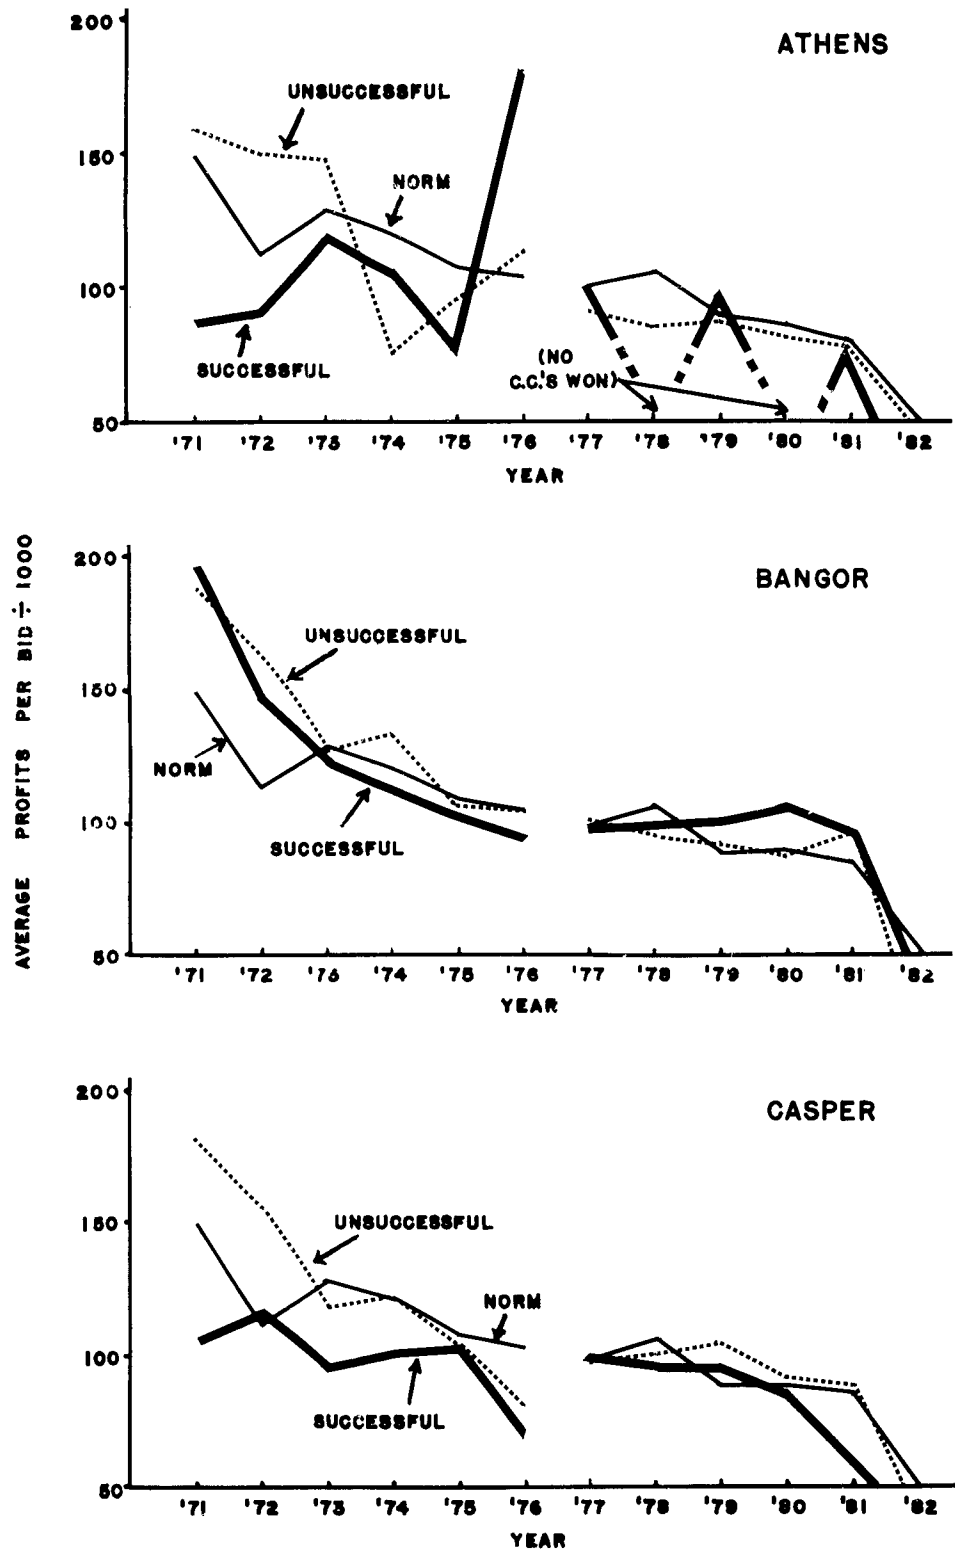 ATHENS
200
150
100
50
UNSUCCESSFUL
NORM
SUCCESSFUL
(NO
C.C.'S WON)
'71 '72 '73 '74 '75 '76 '77 '78 '79 '80 '81 '82
YEAR
AVERAGE PROFITS PER BID ÷ 1000
BANGOR
200
150
100
50
UNSUCCESSFUL
NORM
SUCCESSFUL
'71 '72 '73 '74 '75 '76 '77 '78 '79 '80 '81 '82
YEAR
CASPER
200
150
100
50
UNSUCCESSFUL
NORM
SUCCESSFUL
'71 '72 '73 '74 '75 '76 '77 '78 '79 '80 '81 '82
YEAR